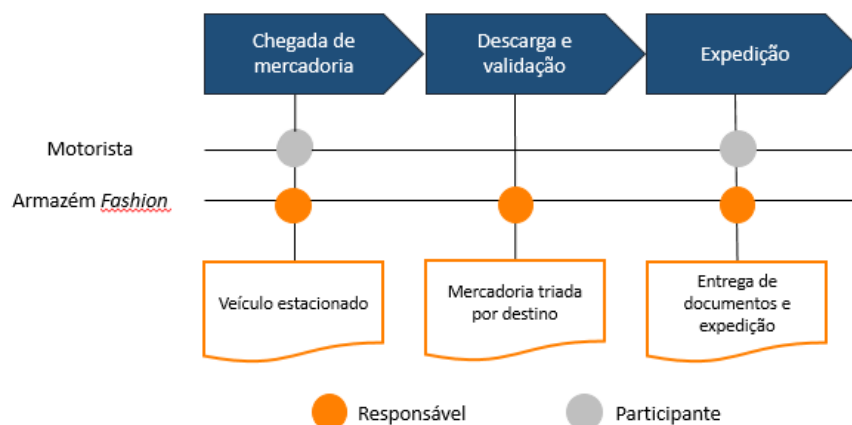 Chegada de
mercadoria
Descarga e
validação
Expedição
Motorista
Armazém Fashion
Veículo estacionado
Mercadoria triada
por destino
Entrega de
documentos e
expedição
Responsável
Participante